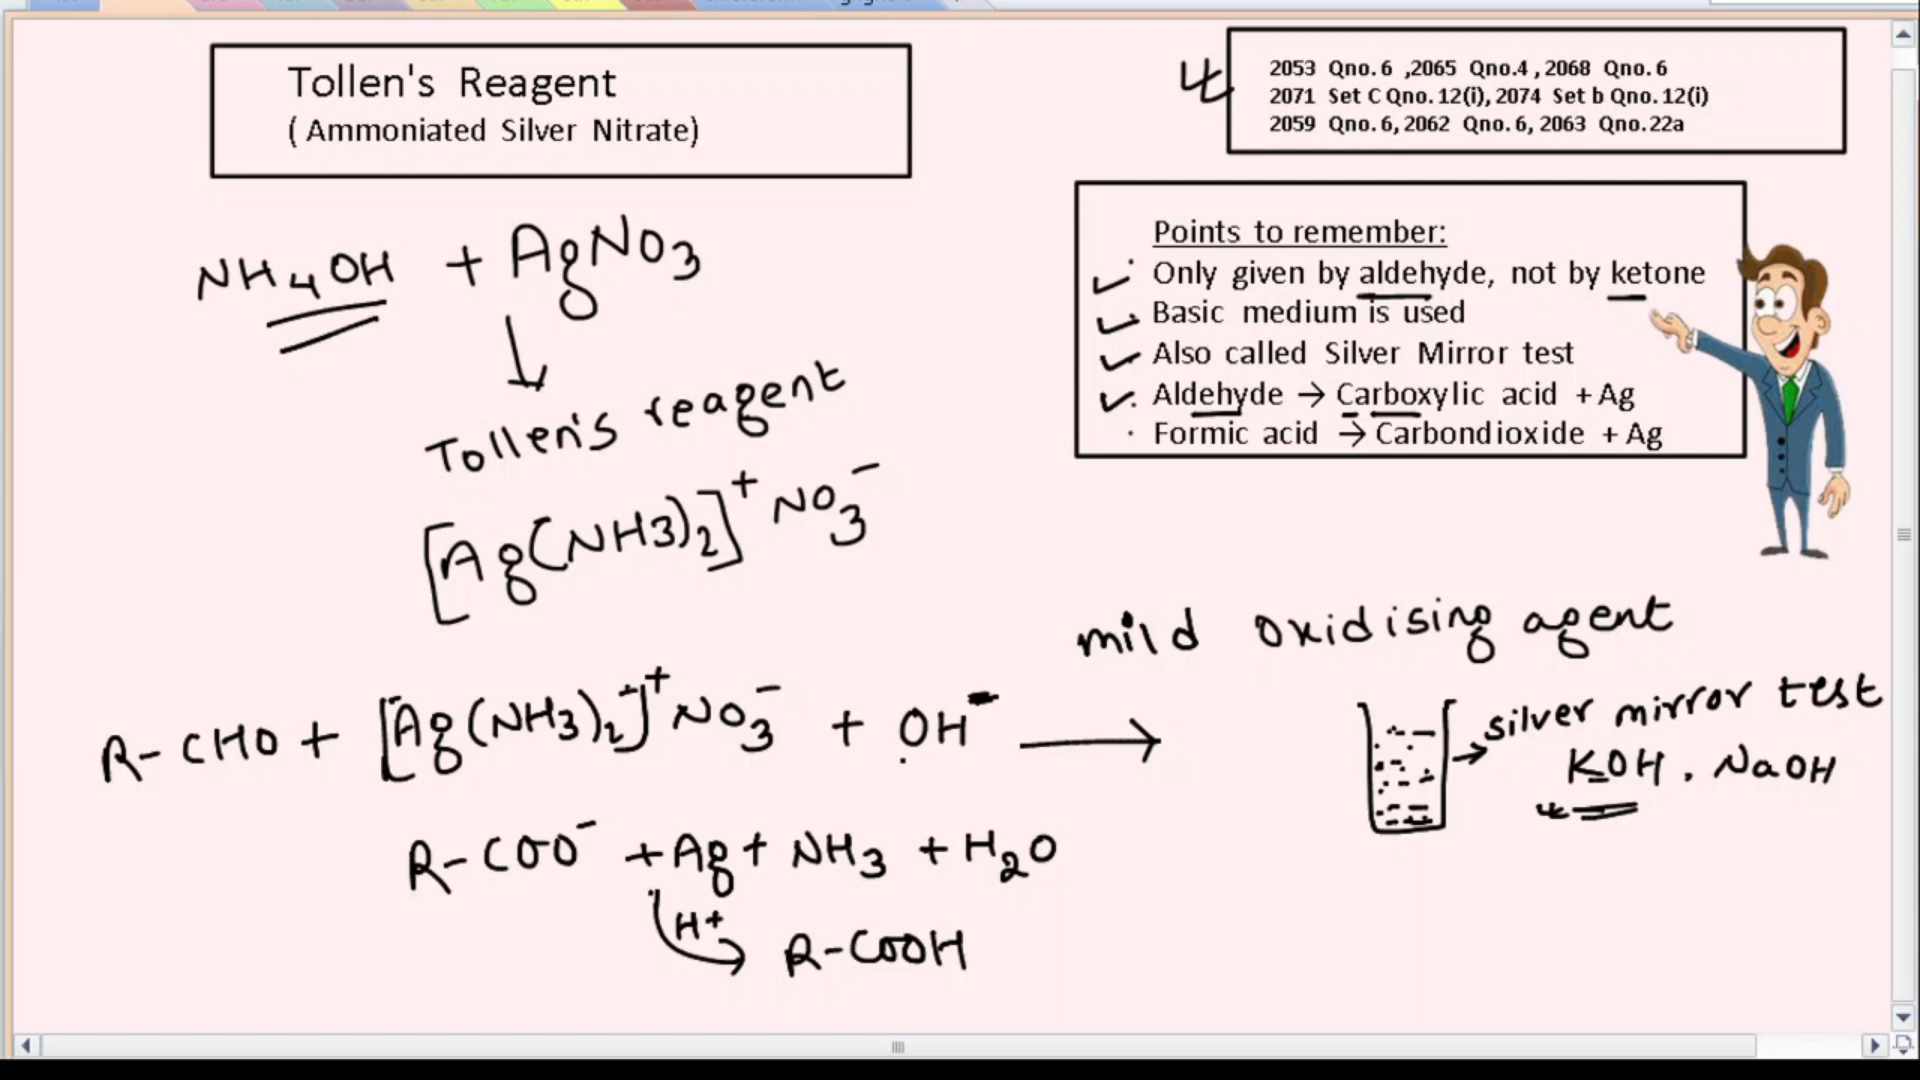 Tollen's Reagent
( Ammoniated Silver Nitrate)
2053 Qno. 6 ,2065 Qno.4 , 2068 Qno. 6
2071 Set C Qno. 12(i), 2074 Set b Qno. 12(i)
2059 Qno. 6, 2062 Qno. 6, 2063 Qno.22a
Points to remember:
· Only given by aldehyde, not by ketone
Basic medium is used
Also called Silver Mirror test
· Aldehyde → Carboxylic acid + Ag
· Formic acid → Carbondioxide + Ag
NH4OH + AgNO3
↓
Tollen's reagent
[Ag(NH3)2]+ NO3-
mild oxidising agent
R-CHO + [Ag(NH3)2]+ NO3- + OH- →
R-COO- + Ag + NH3 + H2O
H+
R-COOH
→ silver mirror test
KOH . NaOH